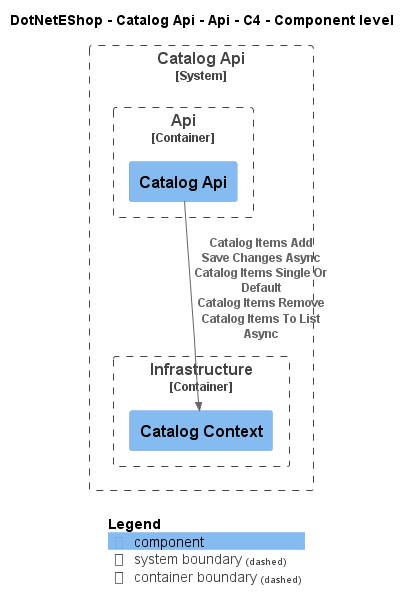 DotNetEShop - Catalog Api - Api - C4 - Component level
Catalog Api
[System]
Api
[Container]
Catalog Api
Catalog Items Add
Save Changes Async
Catalog Items Single Or
Default
Catalog Items Remove
Catalog Items To List
Async
Infrastructure
[Container]
Catalog Context
Legend
component
system boundary (dashed)
container boundary (dashed)